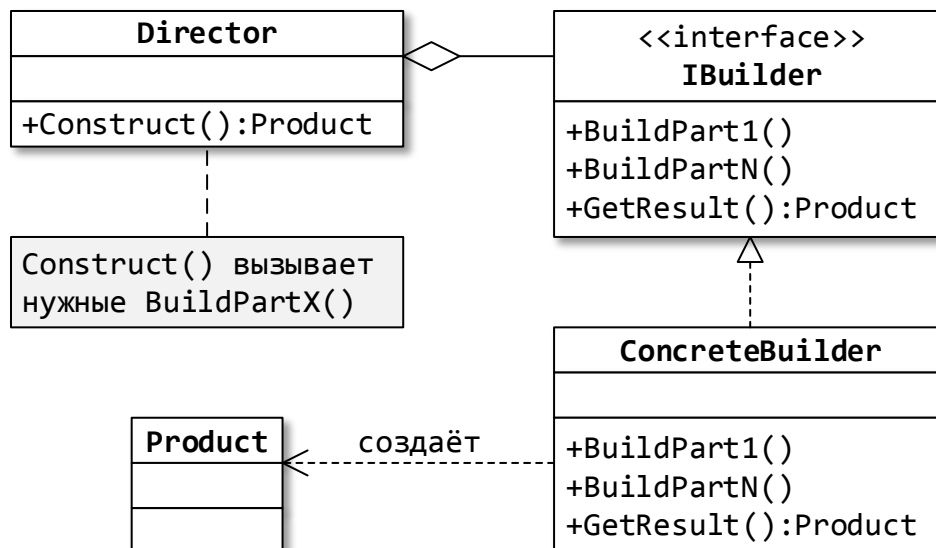 Director
+Construct():Product
Construct() вызывает
нужные BuildPartX()
<<interface>>
IBuilder
+BuildPart1()
+BuildPartN()
+GetResult():Product
ConcreteBuilder
+BuildPart1()
+BuildPartN()
+GetResult():Product
создаёт
Product